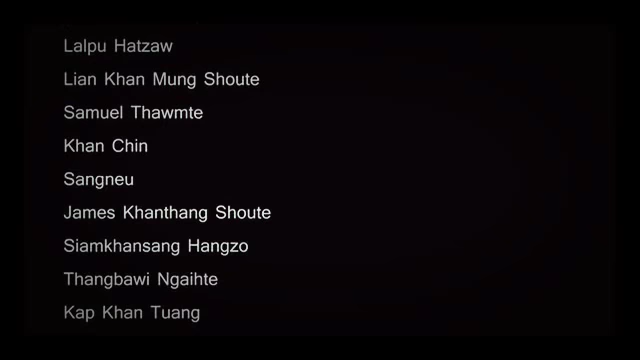 Lalpu Hatzaw
Lian Khan Mung Shoute
Samuel Thawmte
Khan Chin
Sangneu
James Khanthang Shoute
Siamkhansang Hangzo
Thangbawi Ngaihte
Kap Khan Tuang